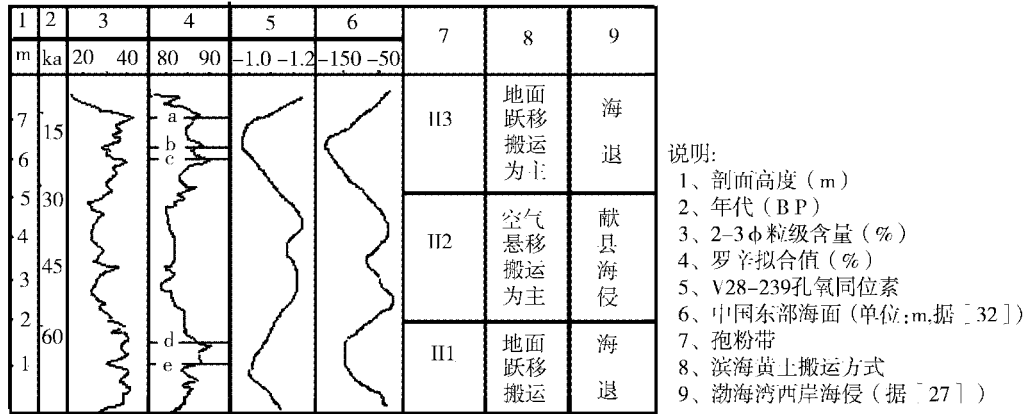 1 2 3 4 5 6 7 8 9
m ka 20 40 80 90 -1.0 -1.2 -150 -50
7
6
5
4
3
2
1
15
30
45
60
a
b
c
d
e
II3
II2
II1
地面
跃移
搬运
为主
空气
悬移
搬运
为主
地面
跃移
搬运
海
退
献
县
海
侵
海
退
说明:
1、剖面高度（m）
2、年代（BP）
3、2-3ф粒级含量（%）
4、罗辛拟合值（%）
5、V28-239孔氧同位素
6、中国东部海面（单位:m,据［32］）
7、孢粉带
8、滨海黄土搬运方式
9、渤海湾西岸海侵（据［27］）